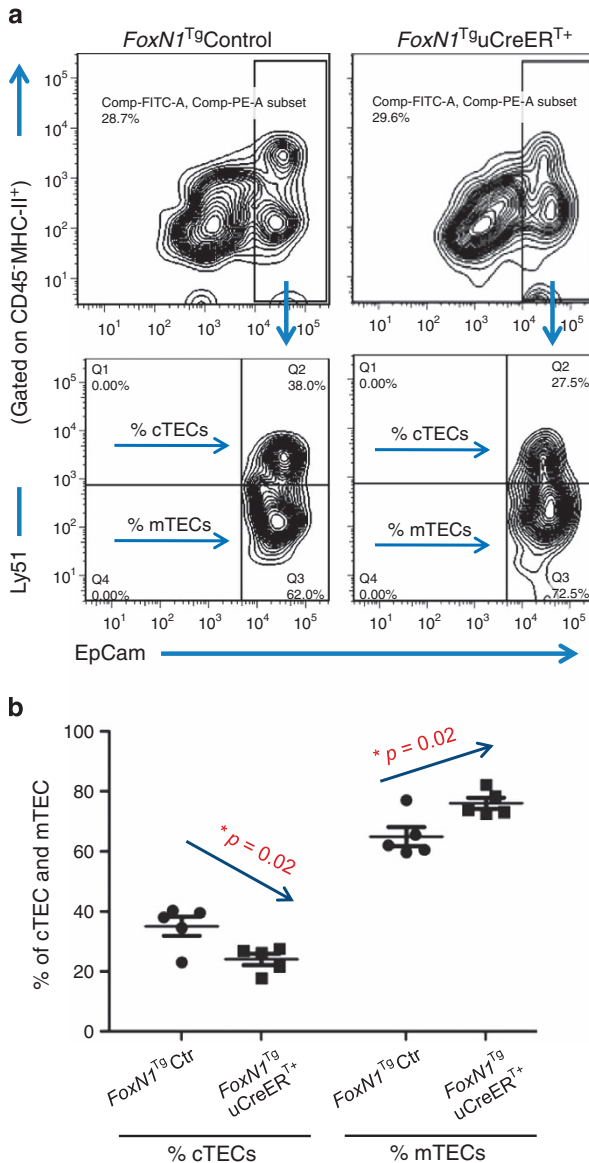 a
FoxN1ᵀᵍControl
FoxN1ᵀᵍuCreERᵀ⁺
Ly51 (Gated on CD45⁻MHC-II⁺)
10⁵
10⁴
10³
10²
10¹
Comp-FITC-A, Comp-PE-A subset
28.7%
Comp-FITC-A, Comp-PE-A subset
29.6%
10¹ 10² 10³ 10⁴ 10⁵
10¹ 10² 10³ 10⁴ 10⁵
10⁵
10⁴
10³
10²
10¹
Q1
0.00%
Q2
38.0%
% cTECs
% mTECs
Q4
0.00%
Q3
62.0%
Q1
0.00%
Q2
27.5%
% cTECs
% mTECs
Q4
0.00%
Q3
72.5%
10¹ 10² 10³ 10⁴ 10⁵
10¹ 10² 10³ 10⁴ 10⁵
EpCam
b
% of cTEC and mTEC
100
80
60
40
20
0
* p = 0.02
* p = 0.02
FoxN1ᵀᵍ Ctr
FoxN1ᵀᵍ
uCreERᵀ⁺
FoxN1ᵀᵍ Ctr
FoxN1ᵀᵍ
uCreERᵀ⁺
% cTECs
% mTECs